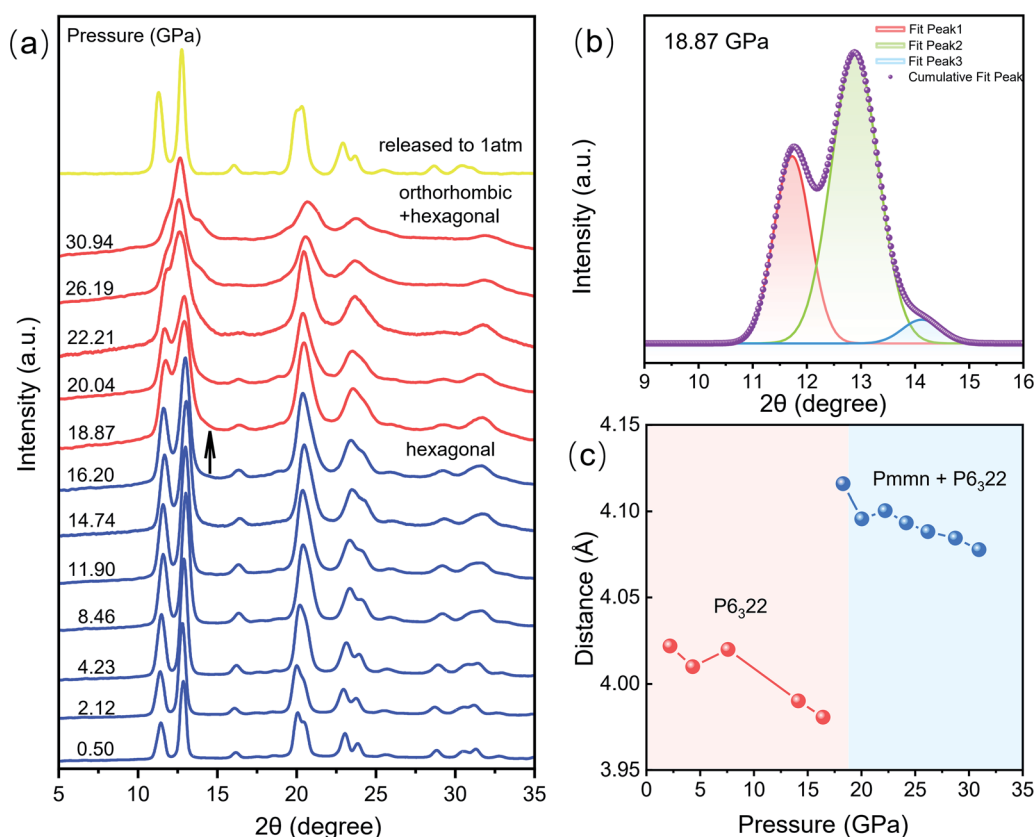 (a)
Pressure (GPa)
released to 1atm
orthorhombic
+hexagonal
30.94
26.19
22.21
20.04
18.87
hexagonal
16.20
14.74
11.90
8.46
4.23
2.12
0.50
Intensity (a.u.)
5 10 15 20 25 30 35
2θ (degree)
(b)
18.87 GPa
Fit Peak1
Fit Peak2
Fit Peak3
Cumulative Fit Peak
Intensity (a.u.)
9 10 11 12 13 14 15 16
2θ (degree)
(c)
4.15
4.10
4.05
4.00
3.95
Distance (Å)
Pmmn + P6₃22
P6₃22
0 5 10 15 20 25 30 35
Pressure (GPa)